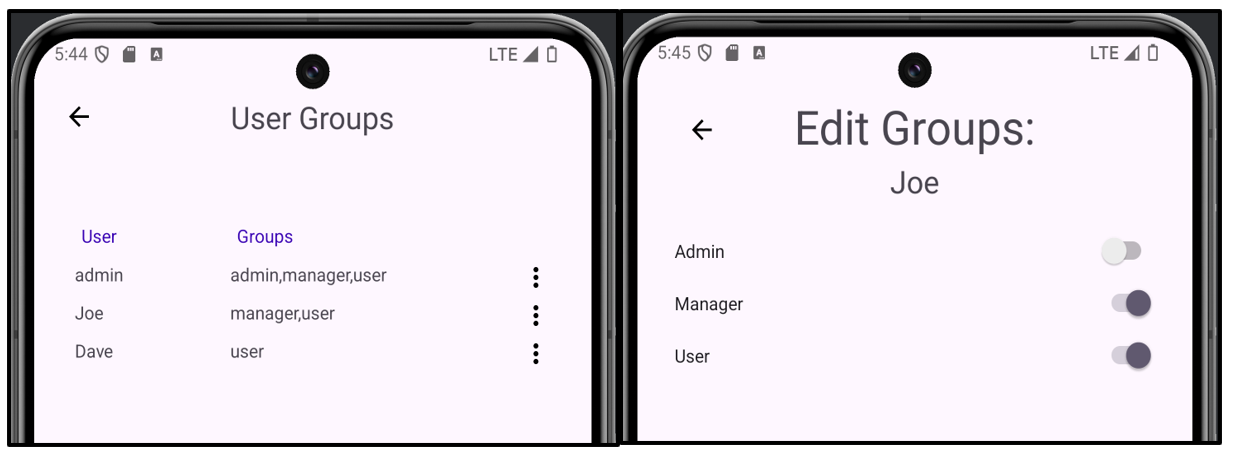 5:44 LTE
User Groups
User Groups
admin admin,manager,user
Joe manager,user
Dave user
5:45 LTE
Edit Groups:
Joe
Admin
Manager
User